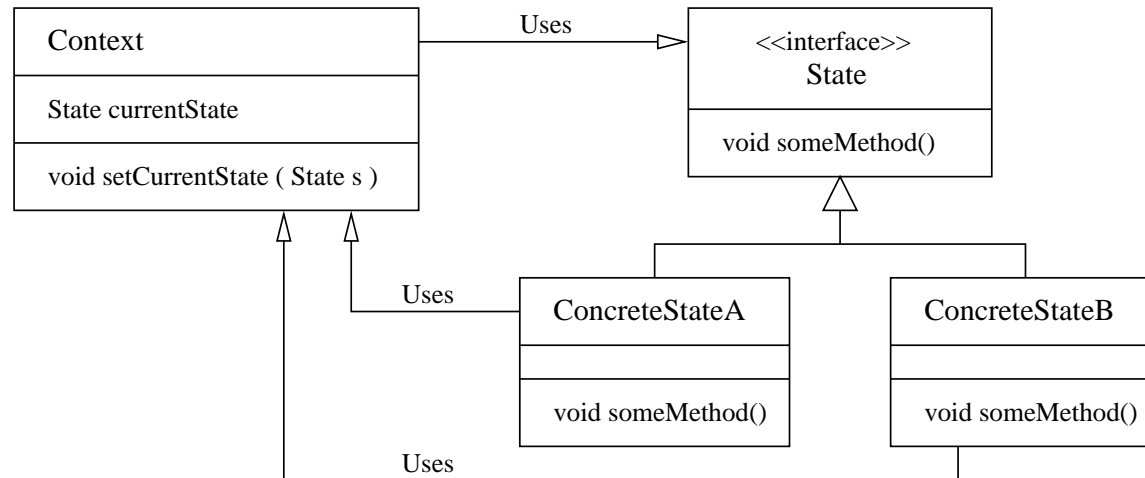 Context
State currentState
void setCurrentState ( State s )
Uses
<<interface>>
State
void someMethod()
Uses
ConcreteStateA
void someMethod()
ConcreteStateB
void someMethod()
Uses